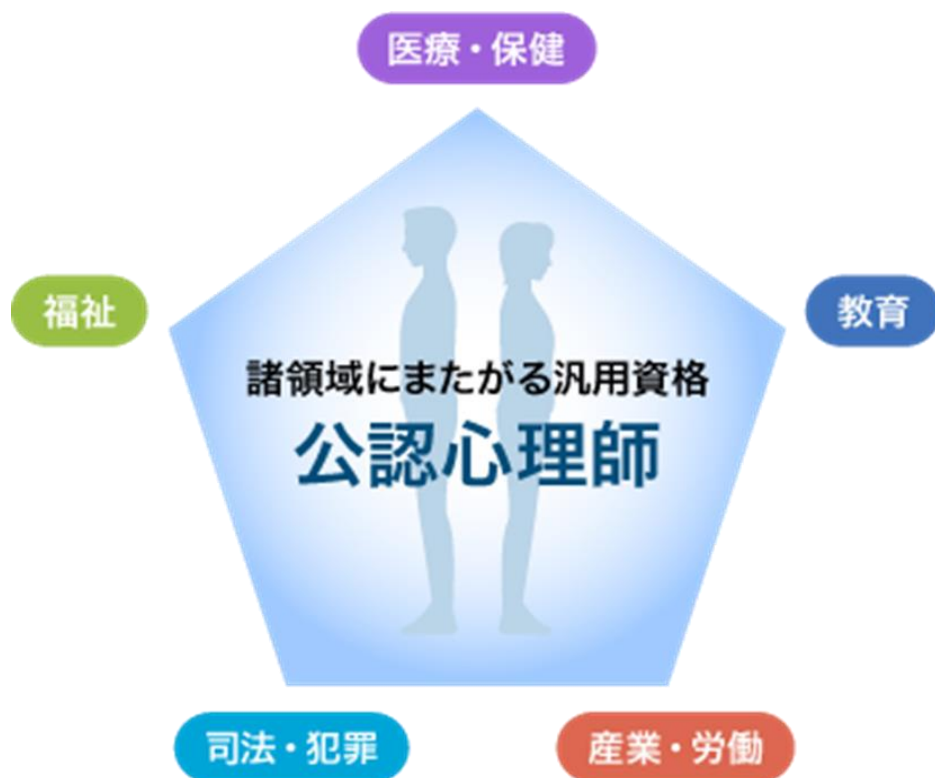 医療・保健
福祉
教育
諸領域にまたがる汎用資格
公認心理師
司法・犯罪
産業・労働